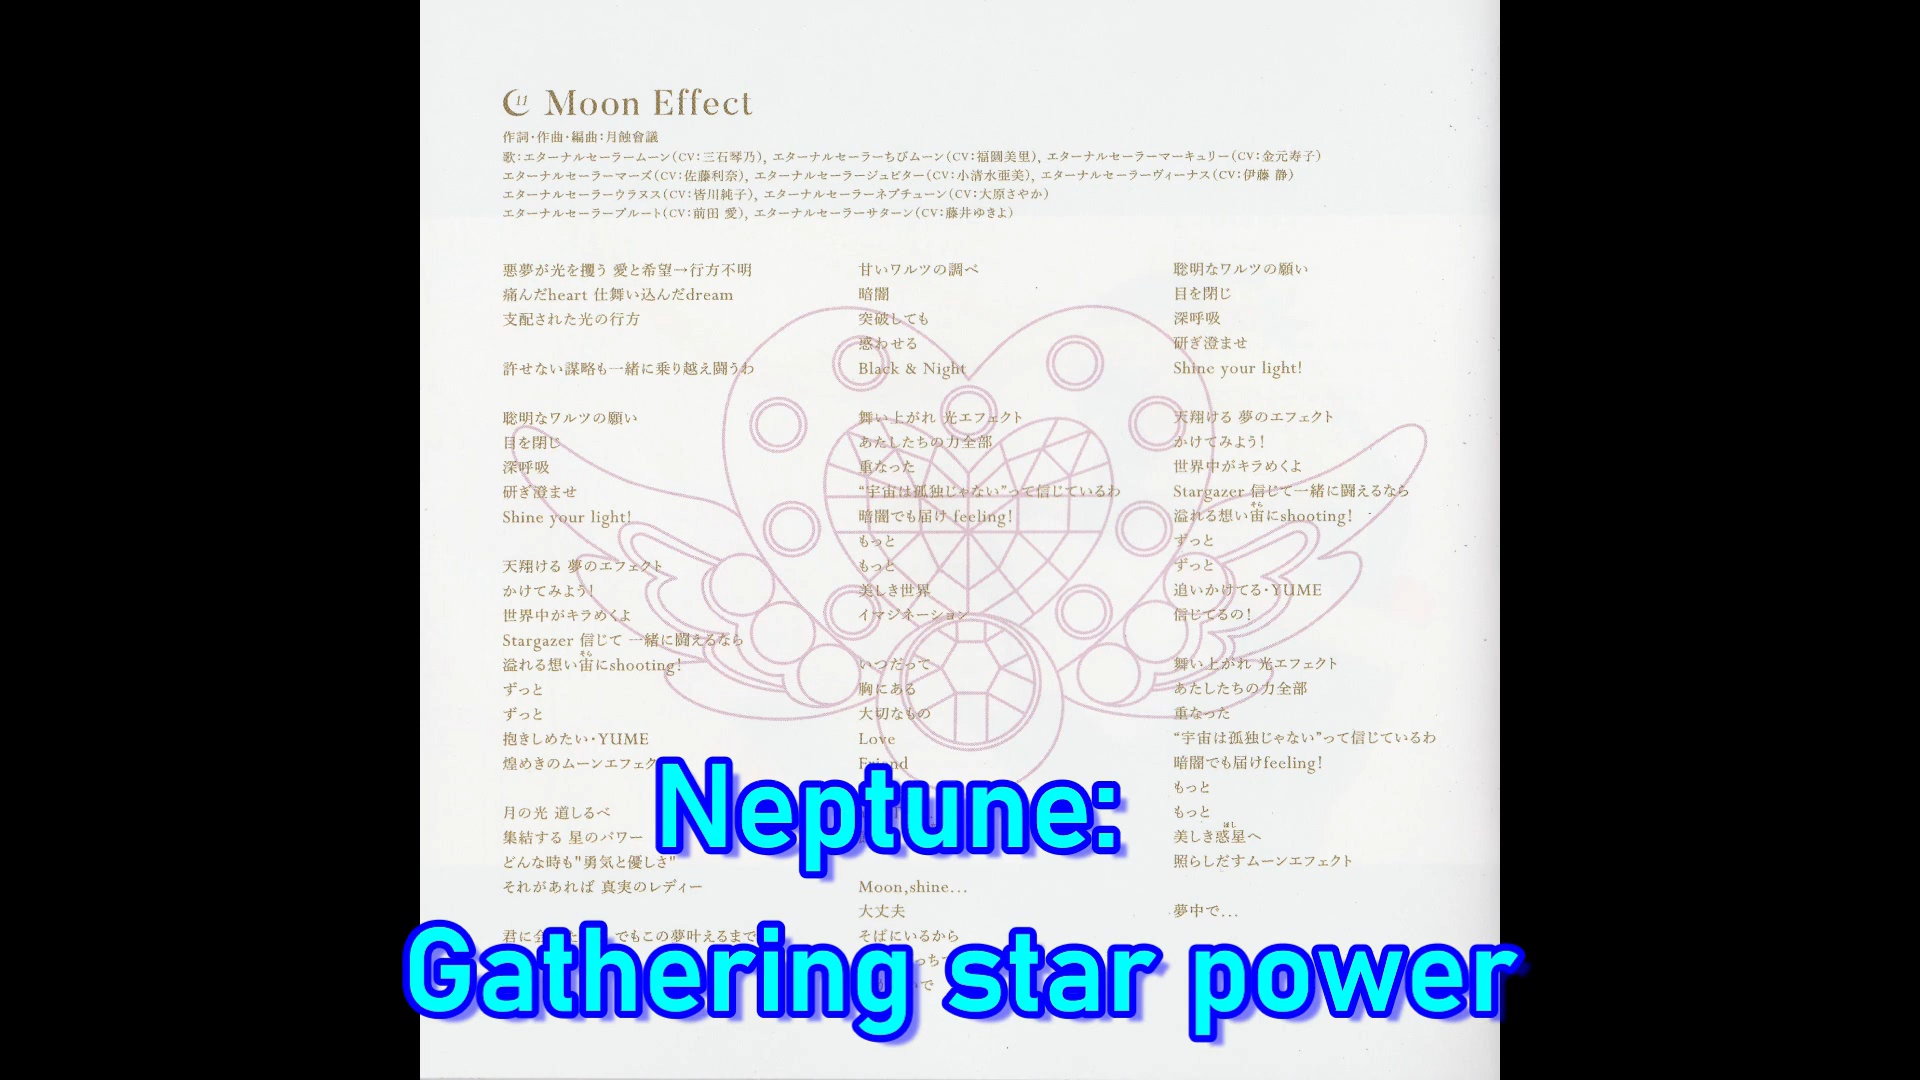 11 Moon Effect
作詞・作曲・編曲：月蝕會議
歌：エターナルセーラームーン（CV：三石琴乃）, エターナルセーラーちびムーン（CV：福圓美里）, エターナルセーラーマーキュリー（CV：金元寿子）
エターナルセーラーマーズ（CV：佐藤利奈）, エターナルセーラージュピター（CV：小清水亜美）, エターナルセーラーヴィーナス（CV：伊藤 静）
エターナルセーラーウラヌス（CV：皆川純子）, エターナルセーラーネプチューン（CV：大原さやか）
エターナルセーラープルート（CV：前田 愛）, エターナルセーラーサターン（CV：藤井ゆきよ）
悪夢が光を攫う 愛と希望→行方不明
痛んだheart 仕舞い込んだdream
支配された光の行方
許せない謀略も一緒に乗り越え闘うわ
聡明なワルツの願い
目を閉じ
深呼吸
研ぎ澄ませ
Shine your light!
天翔ける 夢のエフェクト
かけてみよう！
世界中がキラめくよ
Stargazer 信じて 一緒に闘えるなら
溢れる想い宙にshooting!
そら
ずっと
ずっと
抱きしめたい・YUME
煌めきのムーンエフェク
月の光 道しるべ
集結する 星のパワー
どんな時も"勇気と優しさ"
それがあれば 真実のレディー
君に会 でもこの夢叶えるまで
甘いワルツの調べ
暗闇
突破しても
惑わせる
Black & Night
舞い上がれ 光エフェクト
あたしたちの力全部
重なった
“宇宙は孤独じゃない”って信じているわ
暗闇でも届け feeling!
もっと
もっと
美しき世界
イマジネーション
いつだって
胸にある
大切なもの
Love
Friend
Moon,shine…
大丈夫
そばにいるから
で
聡明なワルツの願い
目を閉じ
深呼吸
研ぎ澄ませ
Shine your light!
天翔ける 夢のエフェクト
かけてみよう！
世界中がキラめくよ
Stargazer 信じて一緒に闘えるなら
溢れる想い宙にshooting!
そら
ずっと
ずっと
追いかけてる・YUME
信じてるの！
舞い上がれ 光エフェクト
あたしたちの力全部
重なった
“宇宙は孤独じゃない”って信じているわ
暗闇でも届けfeeling!
もっと
もっと
美しき惑星へ
ほし
照らしだすムーンエフェクト
夢中で…
Neptune:
Gathering star power